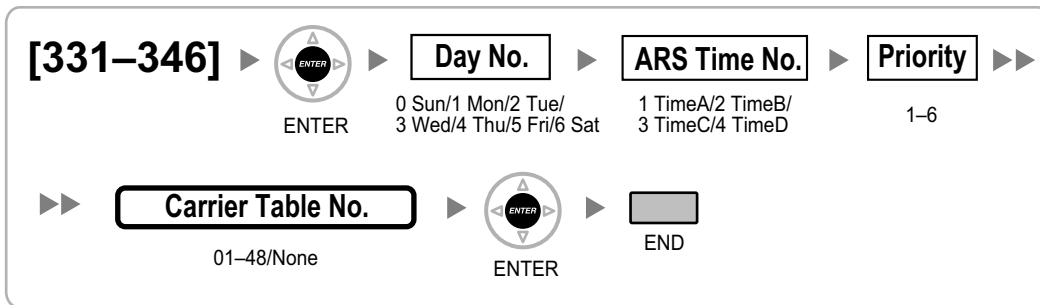 [331–346] ENTER Day No. ARS Time No. Priority
ENTER
0 Sun/1 Mon/2 Tue/
3 Wed/4 Thu/5 Fri/6 Sat
1 TimeA/2 TimeB/
3 TimeC/4 TimeD
1–6
Carrier Table No. ENTER
01–48/None
ENTER
END